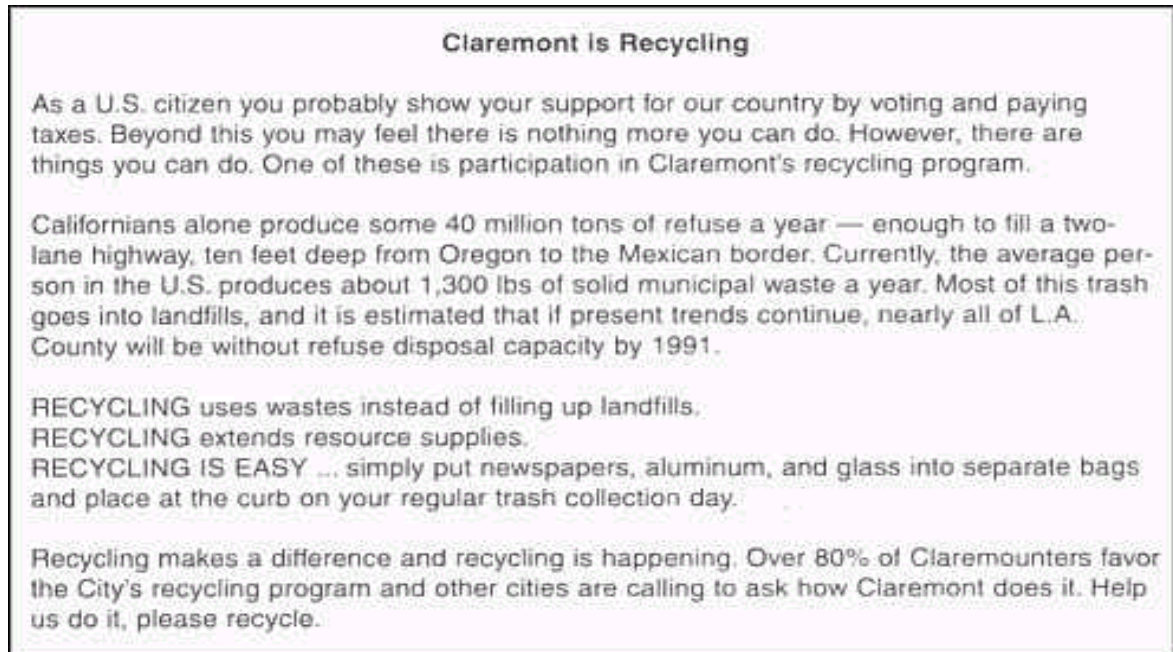 Claremont is Recycling
As a U.S. citizen you probably show your support for our country by voting and paying
taxes. Beyond this you may feel there is nothing more you can do. However, there are
things you can do. One of these is participation in Claremont's recycling program.
Californians alone produce some 40 million tons of refuse a year — enough to fill a two-
lane highway, ten feet deep from Oregon to the Mexican border. Currently, the average per-
son in the U.S. produces about 1,300 lbs of solid municipal waste a year. Most of this trash
goes into landfills, and it is estimated that if present trends continue, nearly all of L.A.
County will be without refuse disposal capacity by 1991.
RECYCLING uses wastes instead of filling up landfills.
RECYCLING extends resource supplies.
RECYCLING IS EASY ... simply put newspapers, aluminum, and glass into separate bags
and place at the curb on your regular trash collection day.
Recycling makes a difference and recycling is happening. Over 80% of Claremounters favor
the City's recycling program and other cities are calling to ask how Claremont does it. Help
us do it, please recycle.